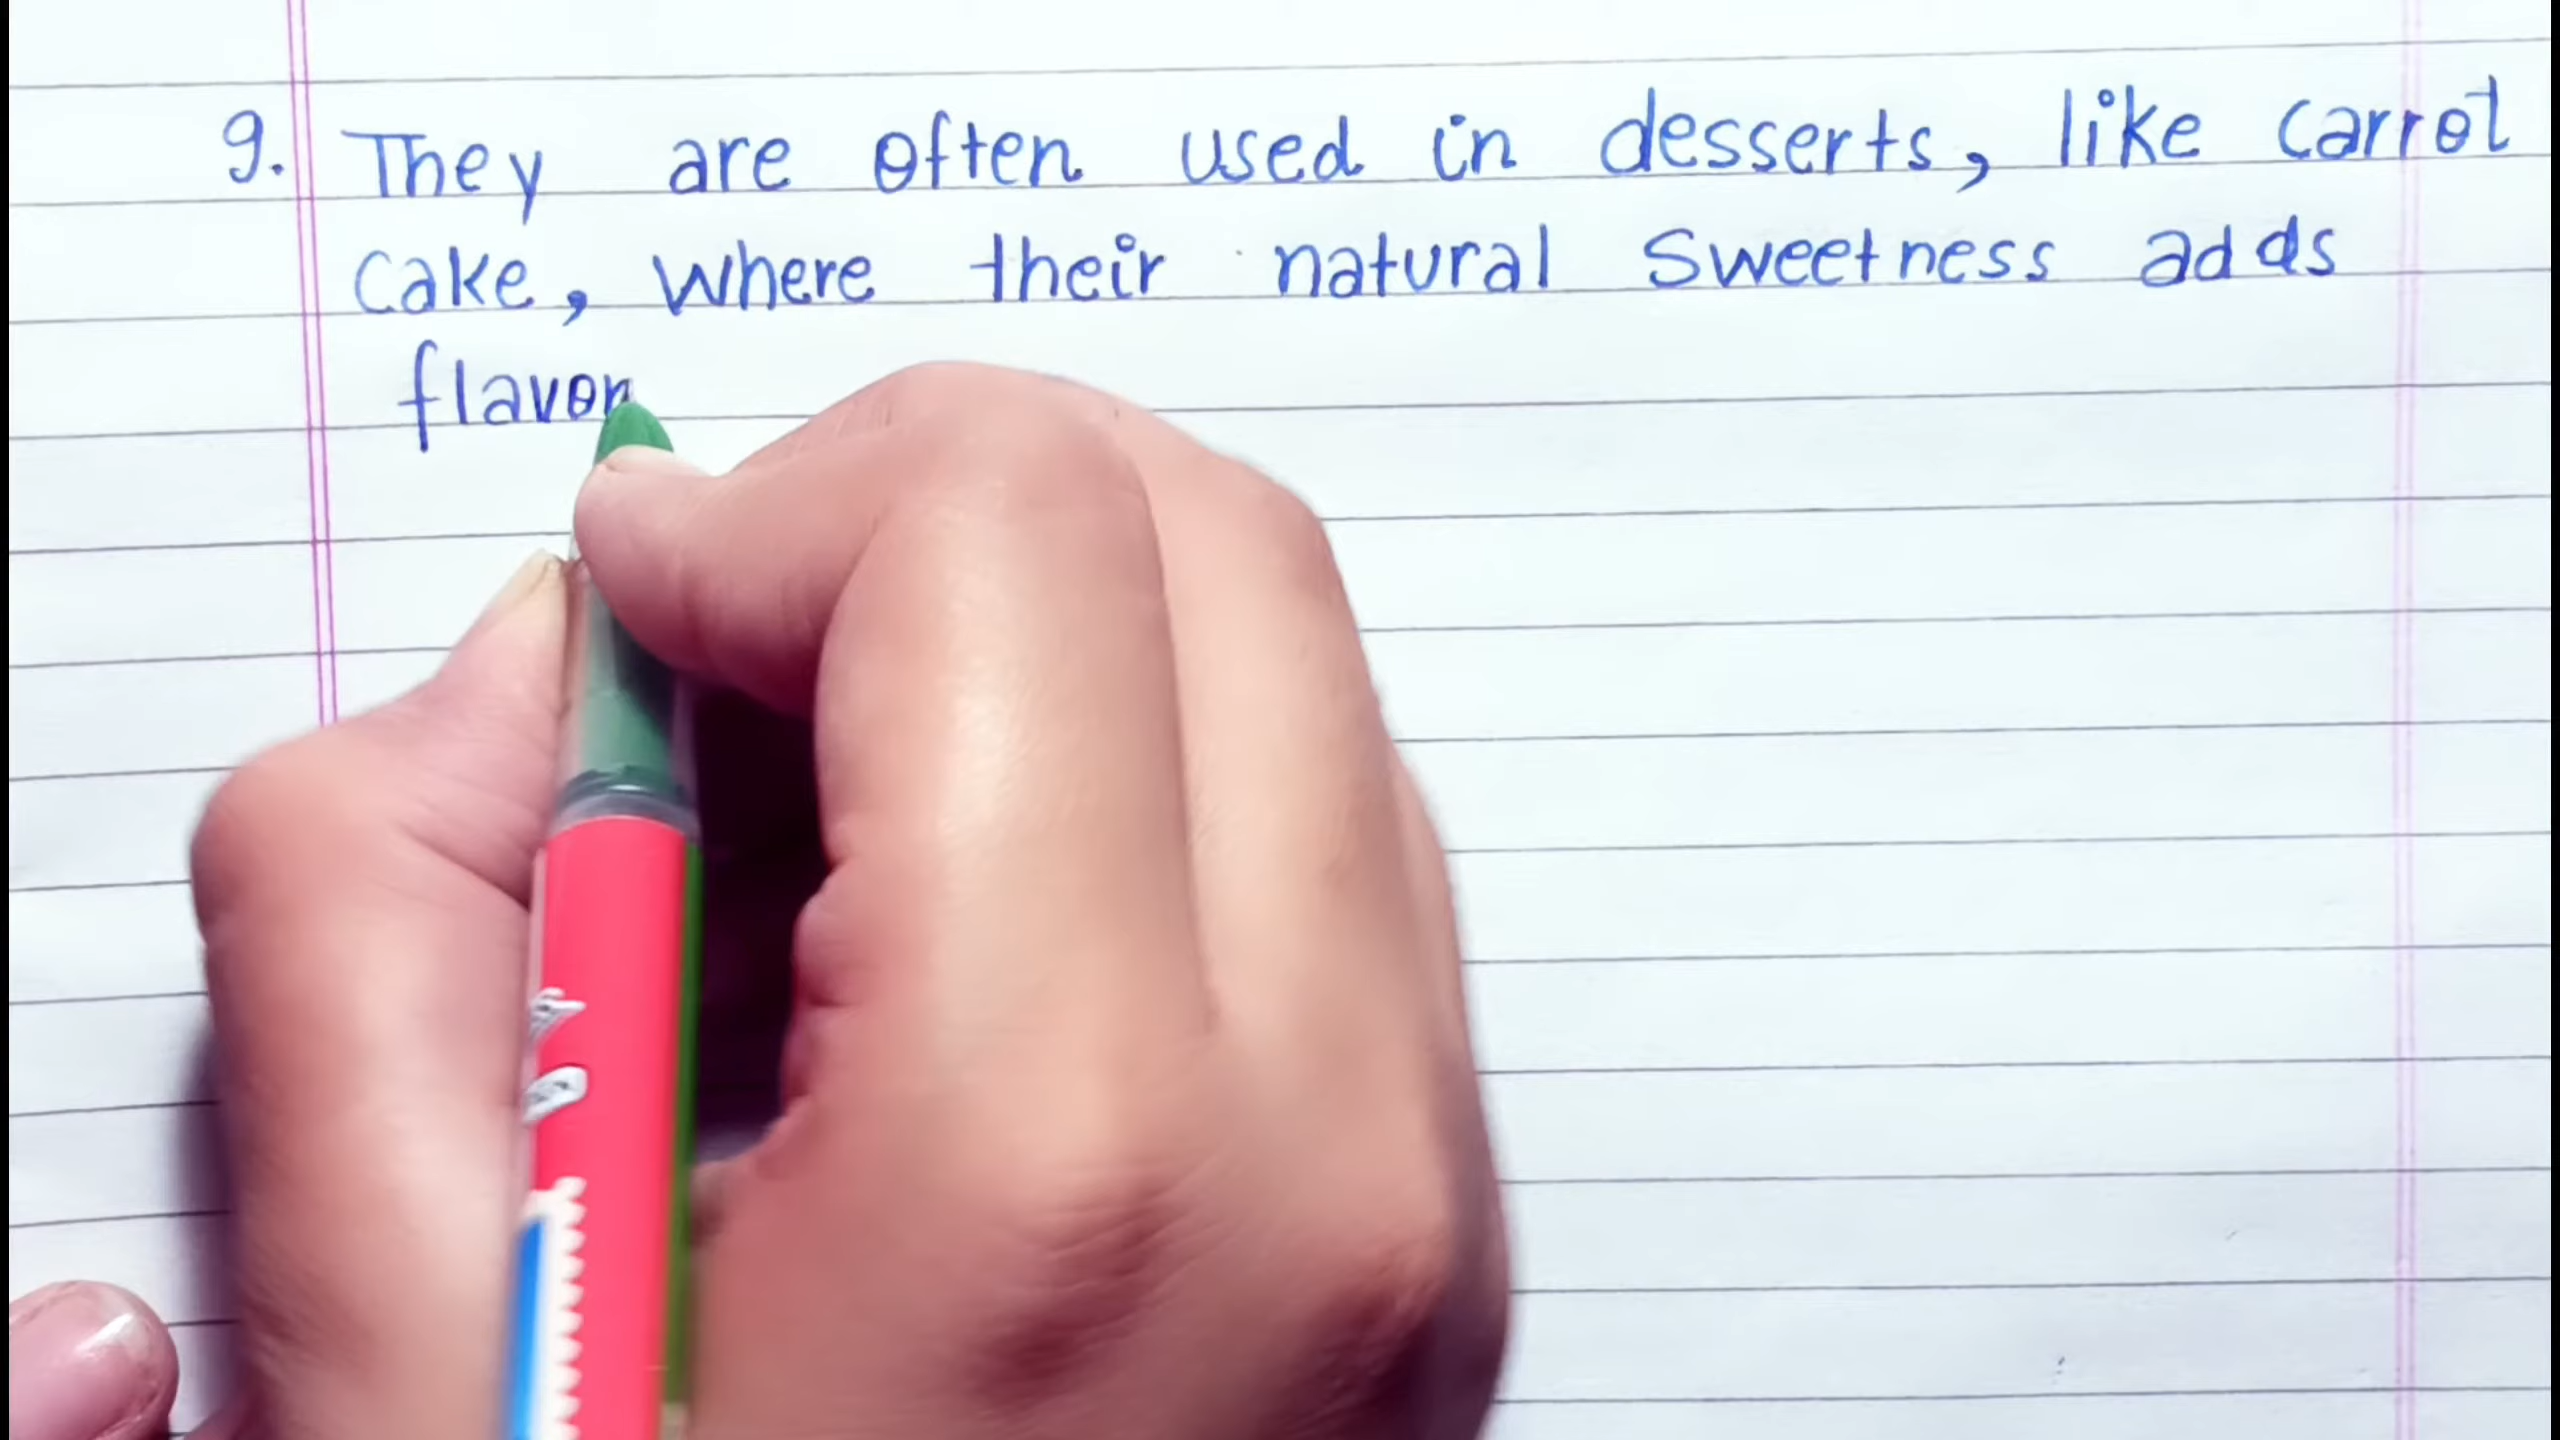 9. They are often used in desserts, like carrot
cake, where their natural sweetness adds
flavor